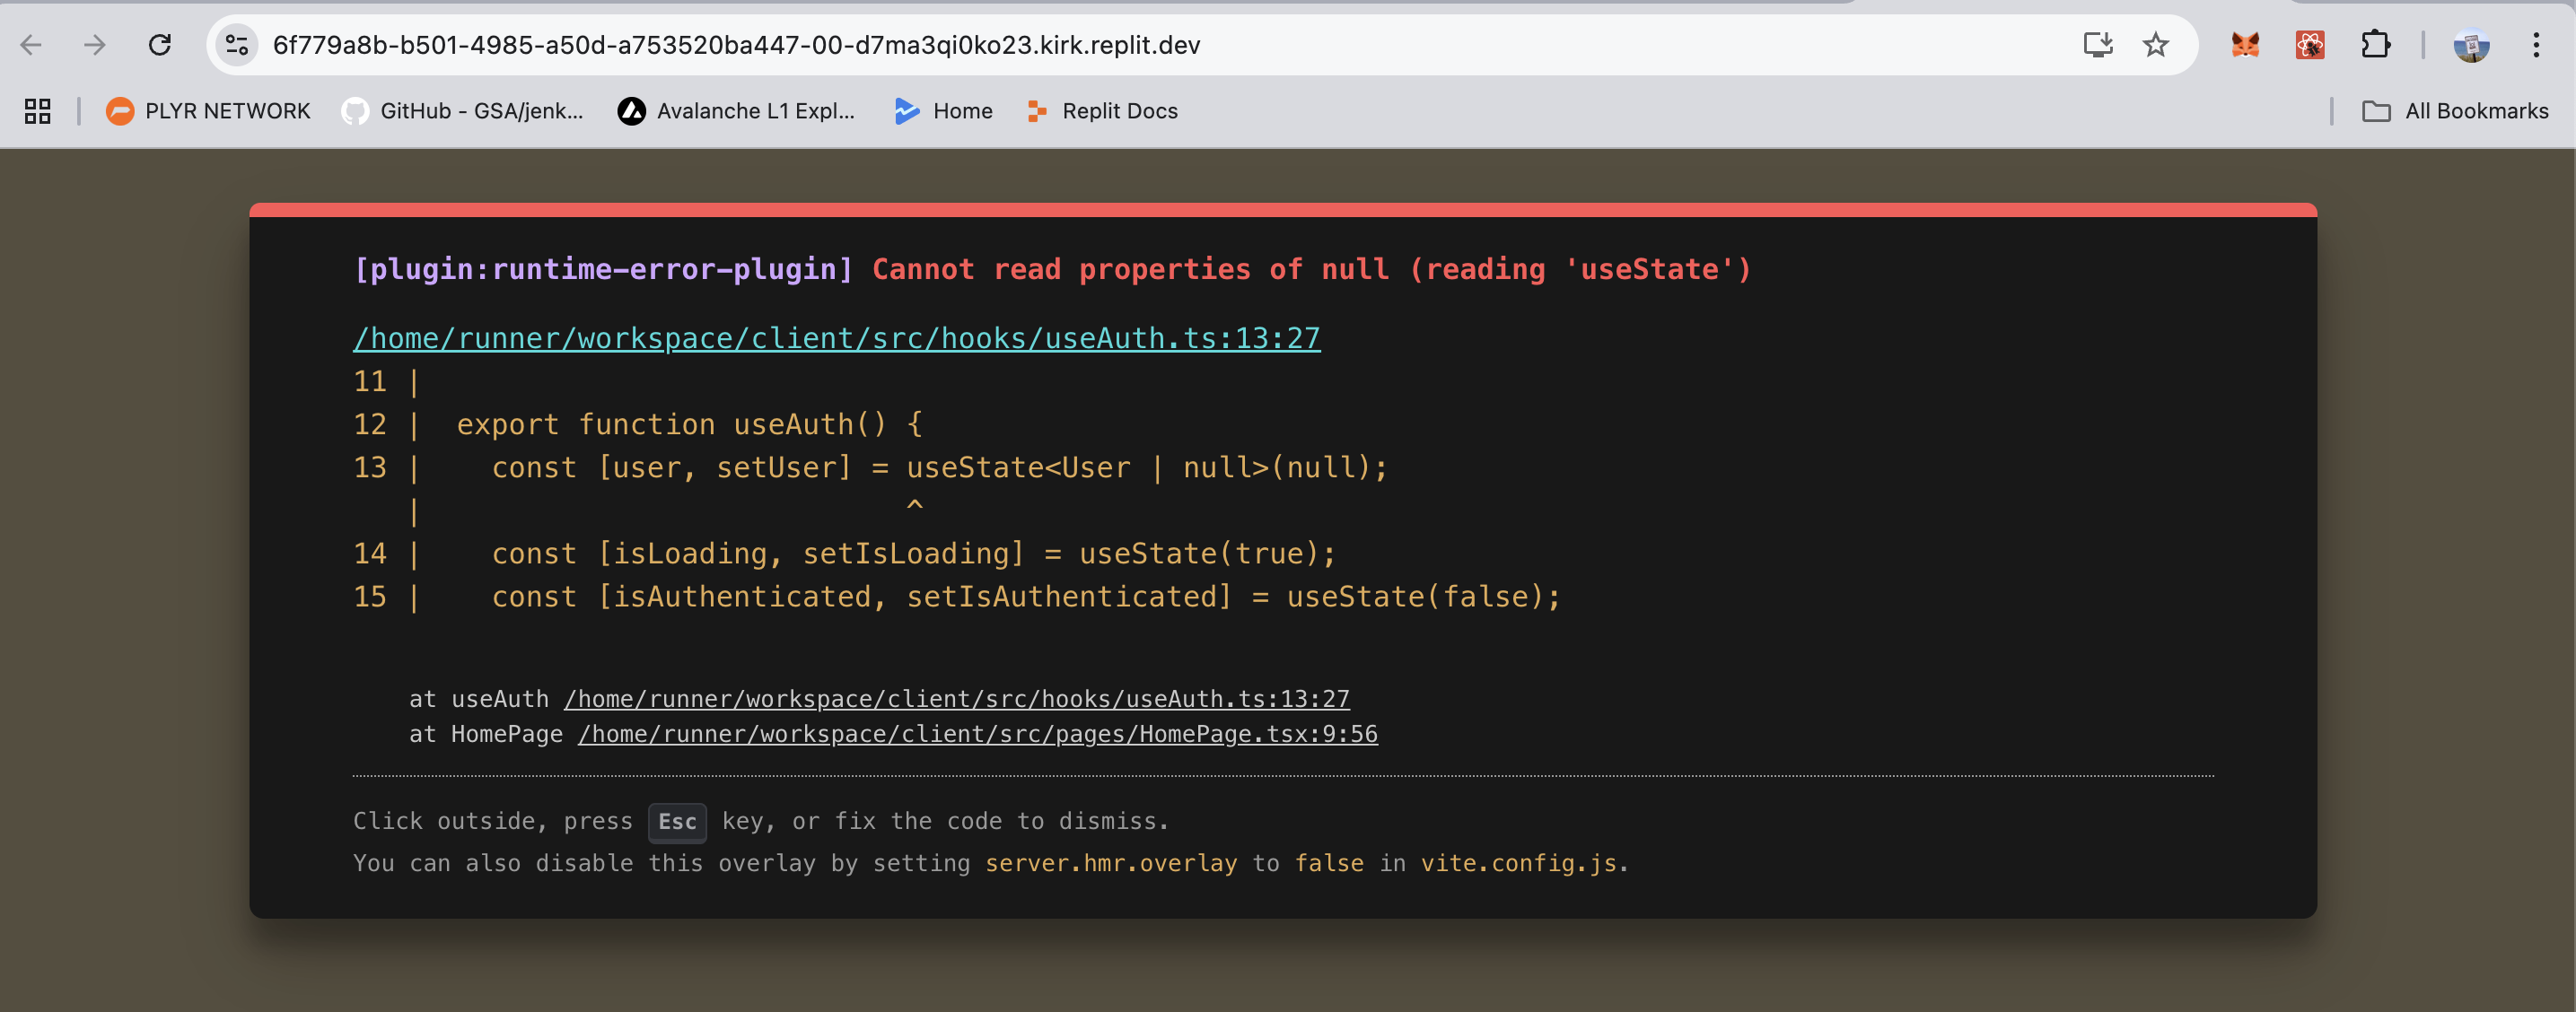 6f779a8b-b501-4985-a50d-a753520ba447-00-d7ma3qi0ko23.kirk.replit.dev
PLYR NETWORK GitHub - GSA/jenk... Avalanche L1 Expl... Home Replit Docs All Bookmarks
[plugin:runtime-error-plugin] Cannot read properties of null (reading 'useState')
/home/runner/workspace/client/src/hooks/useAuth.ts:13:27
11 |
12 |  export function useAuth() {
13 |    const [user, setUser] = useState<User | null>(null);
   |                            ^
14 |    const [isLoading, setIsLoading] = useState(true);
15 |    const [isAuthenticated, setIsAuthenticated] = useState(false);
at useAuth /home/runner/workspace/client/src/hooks/useAuth.ts:13:27
at HomePage /home/runner/workspace/client/src/pages/HomePage.tsx:9:56
Click outside, press Esc key, or fix the code to dismiss.
You can also disable this overlay by setting server.hmr.overlay to false in vite.config.js.